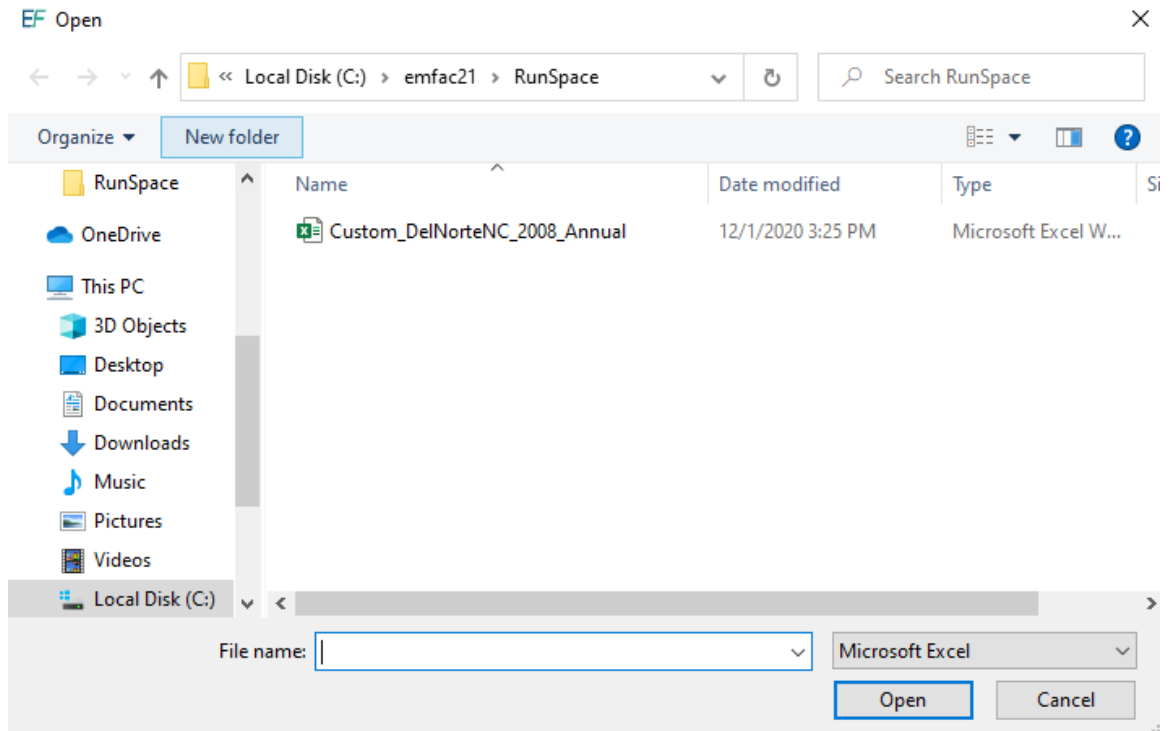 EF Open
« Local Disk (C:) › emfac21 › RunSpace
Search RunSpace
Organize
New folder
?
Name
Date modified
Type
Si
Custom_DelNorteNC_2008_Annual
12/1/2020 3:25 PM
Microsoft Excel W...
RunSpace
OneDrive
This PC
3D Objects
Desktop
Documents
Downloads
Music
Pictures
Videos
Local Disk (C:)
File name:
Microsoft Excel
Open
Cancel